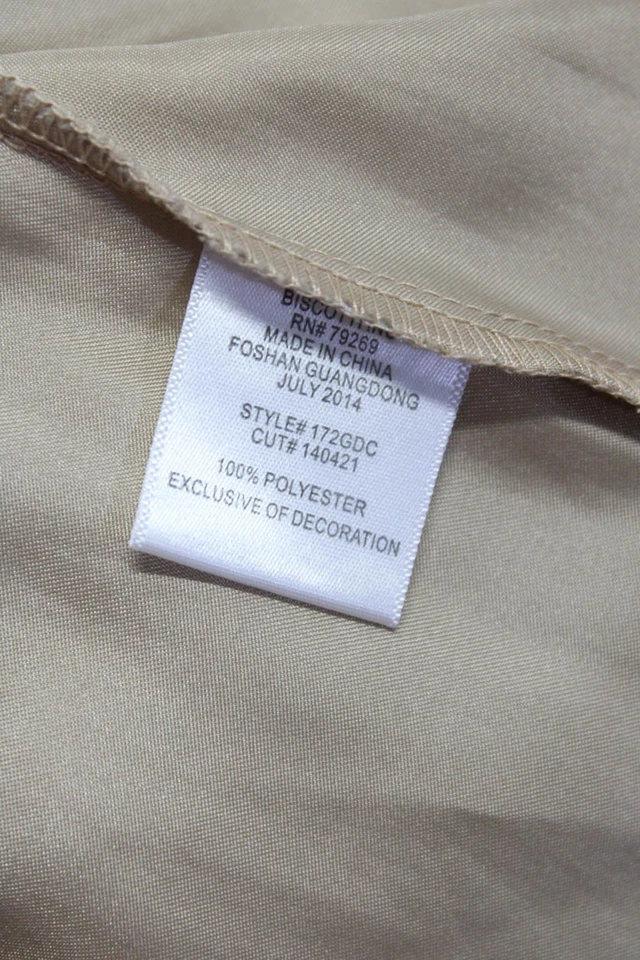 BISCOTTI INC
RN# 79269
MADE IN CHINA
FOSHAN GUANGDONG
JULY 2014
STYLE# 172GDC
CUT# 140421
100% POLYESTER
EXCLUSIVE OF DECORATION